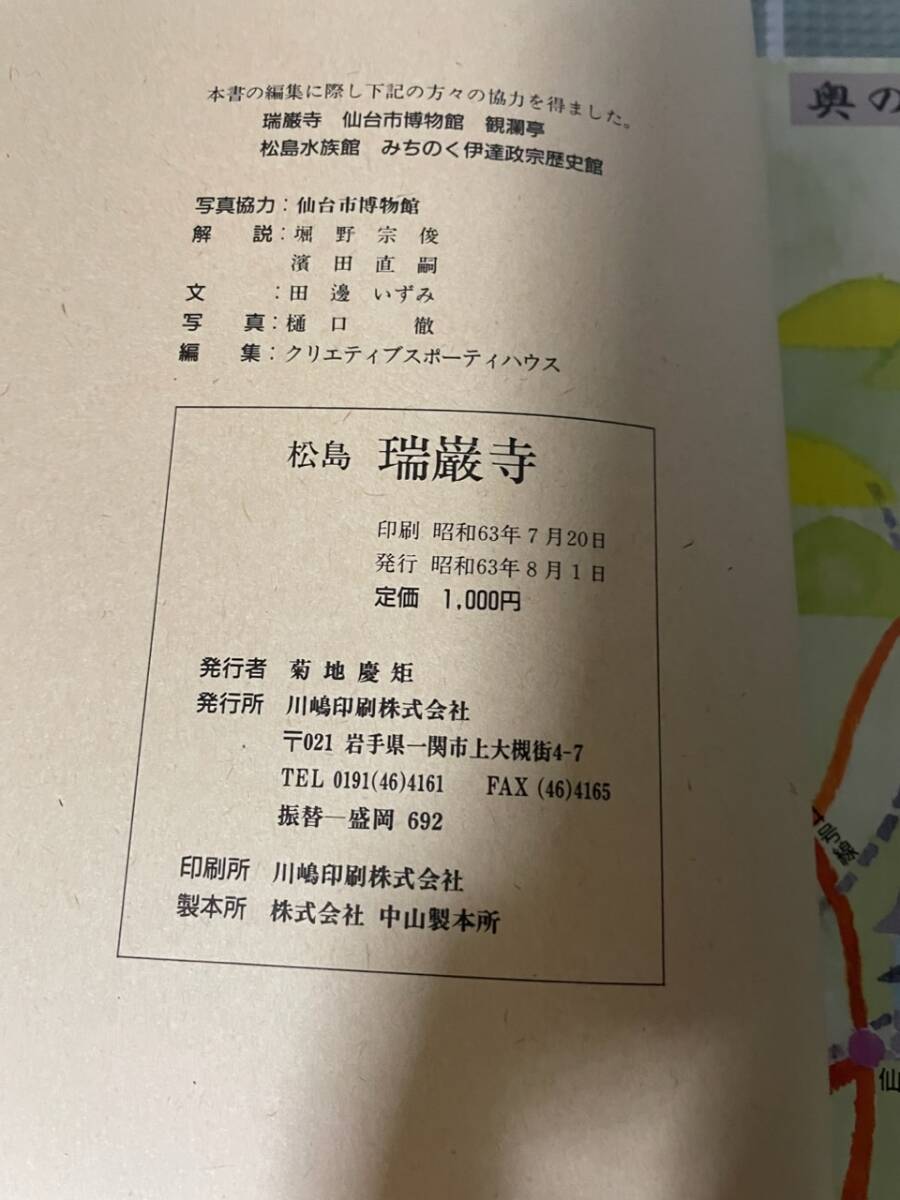 本書の編集に際し下記の方々の協力を得ました。
瑞巌寺 仙台市博物館 観瀾亭
松島水族館 みちのく伊達政宗歴史館
写真協力:仙台市博物館
解 説:堀野宗俊
濱田直嗣
文 :田邊いずみ
写 真:樋口 徹
編 集:クリエティブスポーティハウス
松島 瑞巌寺
印刷 昭和63年7月20日
発行 昭和63年8月1日
定価 1,000円
発行者 菊地慶矩
発行所 川嶋印刷株式会社
〒021 岩手県一関市上大槻街4-7
TEL 0191(46)4161 FAX (46)4165
振替―盛岡 692
印刷所 川嶋印刷株式会社
製本所 株式会社 中山製本所
奥の
4号線
仙